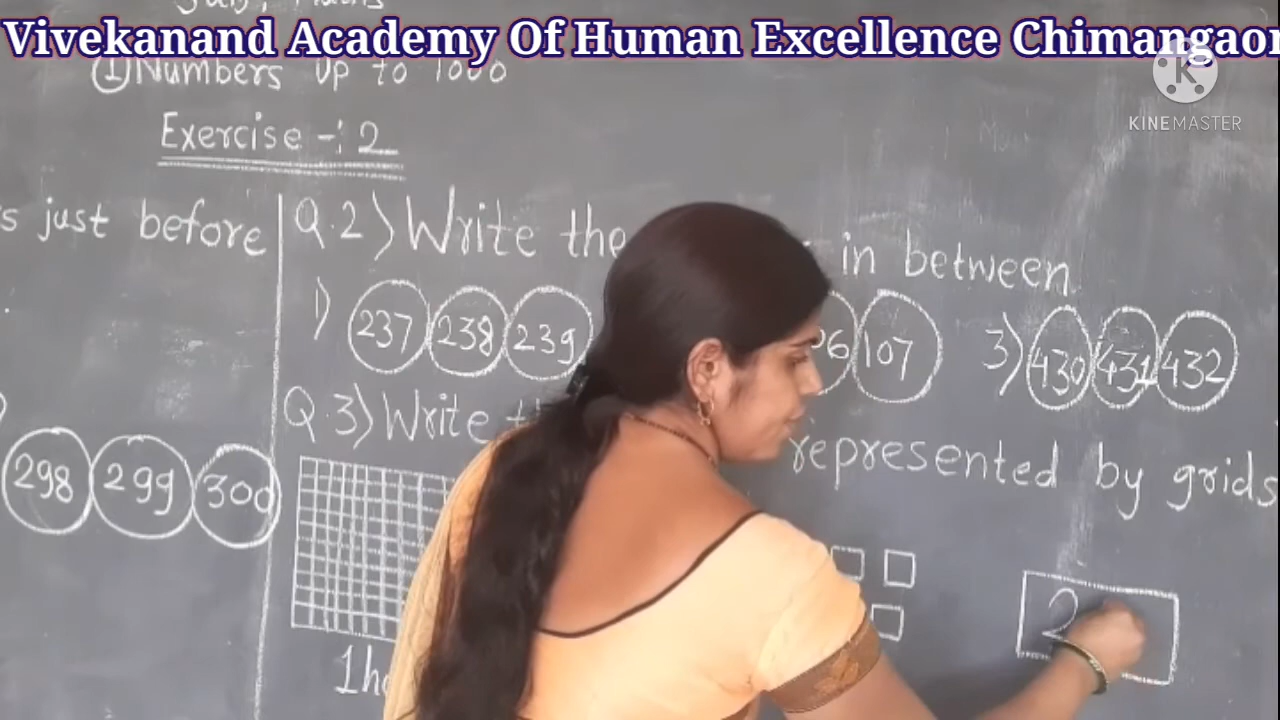 Vivekanand Academy Of Human Excellence Chimangaon
KINEMASTER
① Numbers up to 1000
Exercise -: 2
s just before
Q.2) Write the in between
1) 237 238 239 107 3) 430 431 432
Q.3) Write represented by grids
298 299 300
2